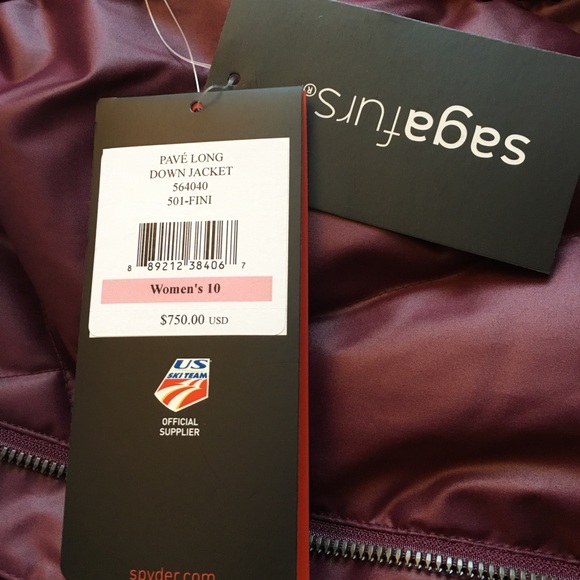 sagafurs®
PAVÉ LONG
DOWN JACKET
564040
501-FINI
8 89212 38406 7
Women's 10
$750.00 USD
US
SKI TEAM
OFFICIAL
SUPPLIER
spyder.com